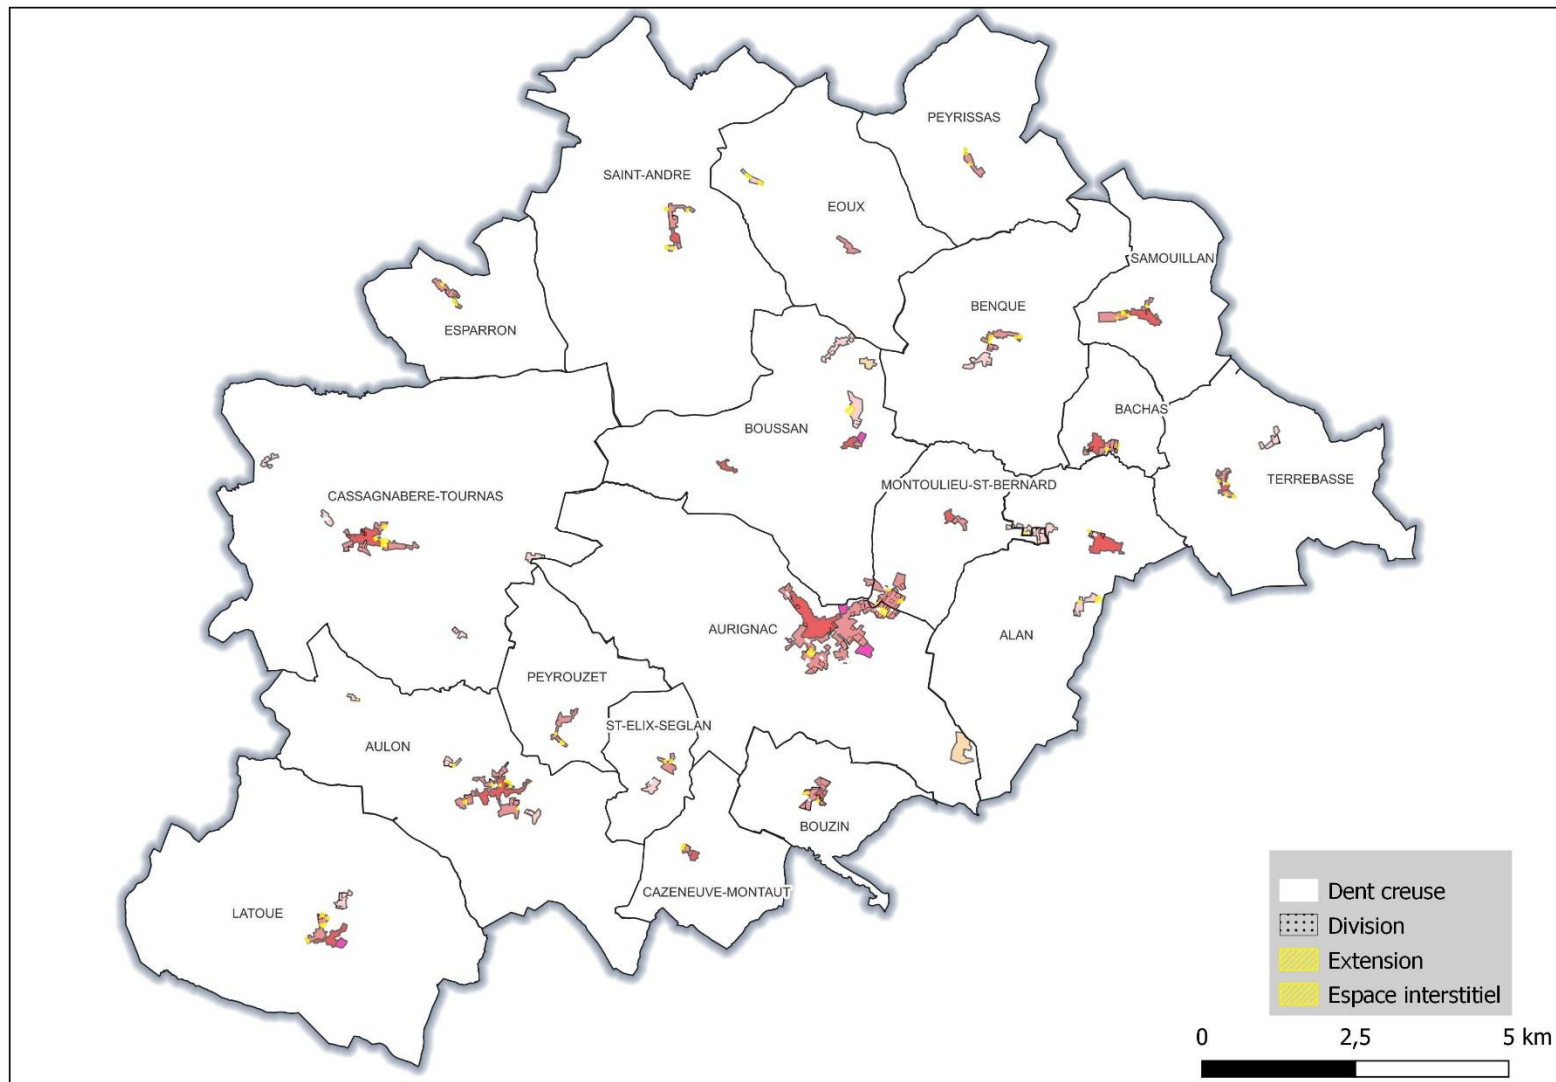 PEYRISSAS
SAINT-ANDRE
EOUX
SAMOUILLAN
BENQUE
ESPARRON
BACHAS
BOUSSAN
TERREBASSE
MONTOULIEU-ST-BERNARD
CASSAGNABERE-TOURNAS
AURIGNAC
ALAN
PEYROUZET
ST-ELIX-SEGLAN
AULON
BOUZIN
CAZENEUVE-MONTAUT
LATOUE
Dent creuse
Division
Extension
Espace interstitiel
0 2,5 5 km